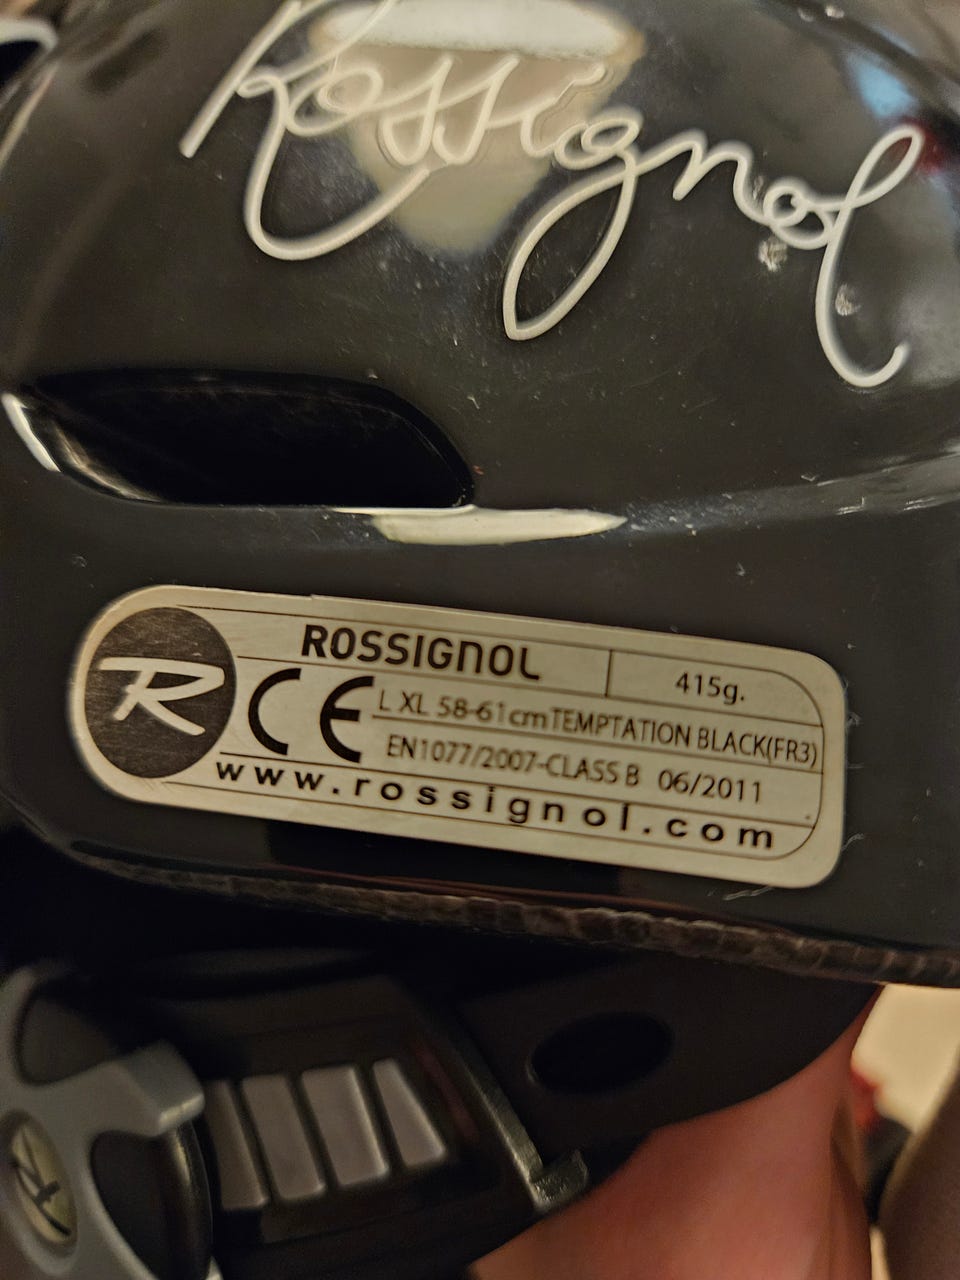 Rossignol
R
ROSSIGNOL 415g.
CE
L XL 58-61cm TEMPTATION BLACK(FR3)
EN1077/2007-CLASS B 06/2011
www.rossignol.com
R